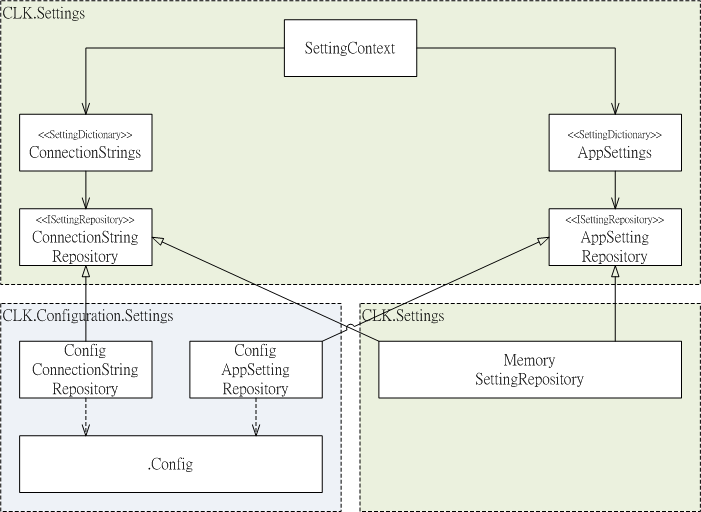 CLK.Settings
SettingContext
<<SettingDictionary>>
ConnectionStrings
<<SettingDictionary>>
AppSettings
<<ISettingRepository>>
ConnectionString
Repository
<<ISettingRepository>>
AppSetting
Repository
CLK.Configuration.Settings
CLK.Settings
Config
ConnectionString
Repository
Config
AppSetting
Repository
Memory
SettingRepository
.Config